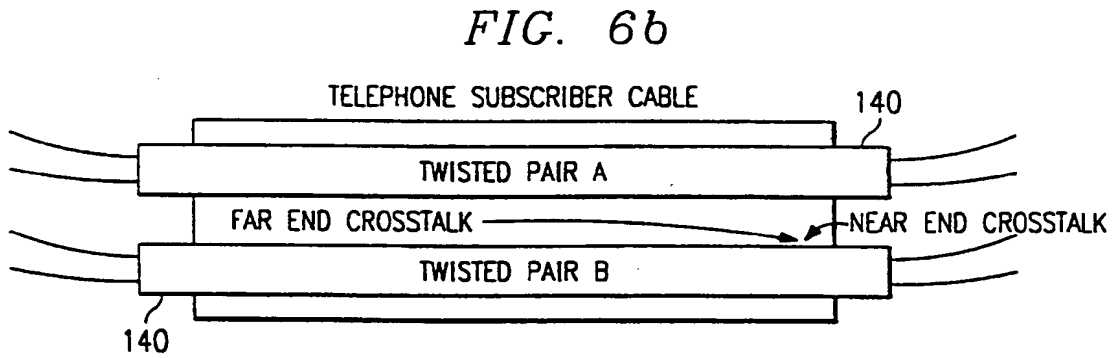 FIG. 6b
TELEPHONE SUBSCRIBER CABLE
140
TWISTED PAIR A
FAR END CROSSTALK
NEAR END CROSSTALK
TWISTED PAIR B
140